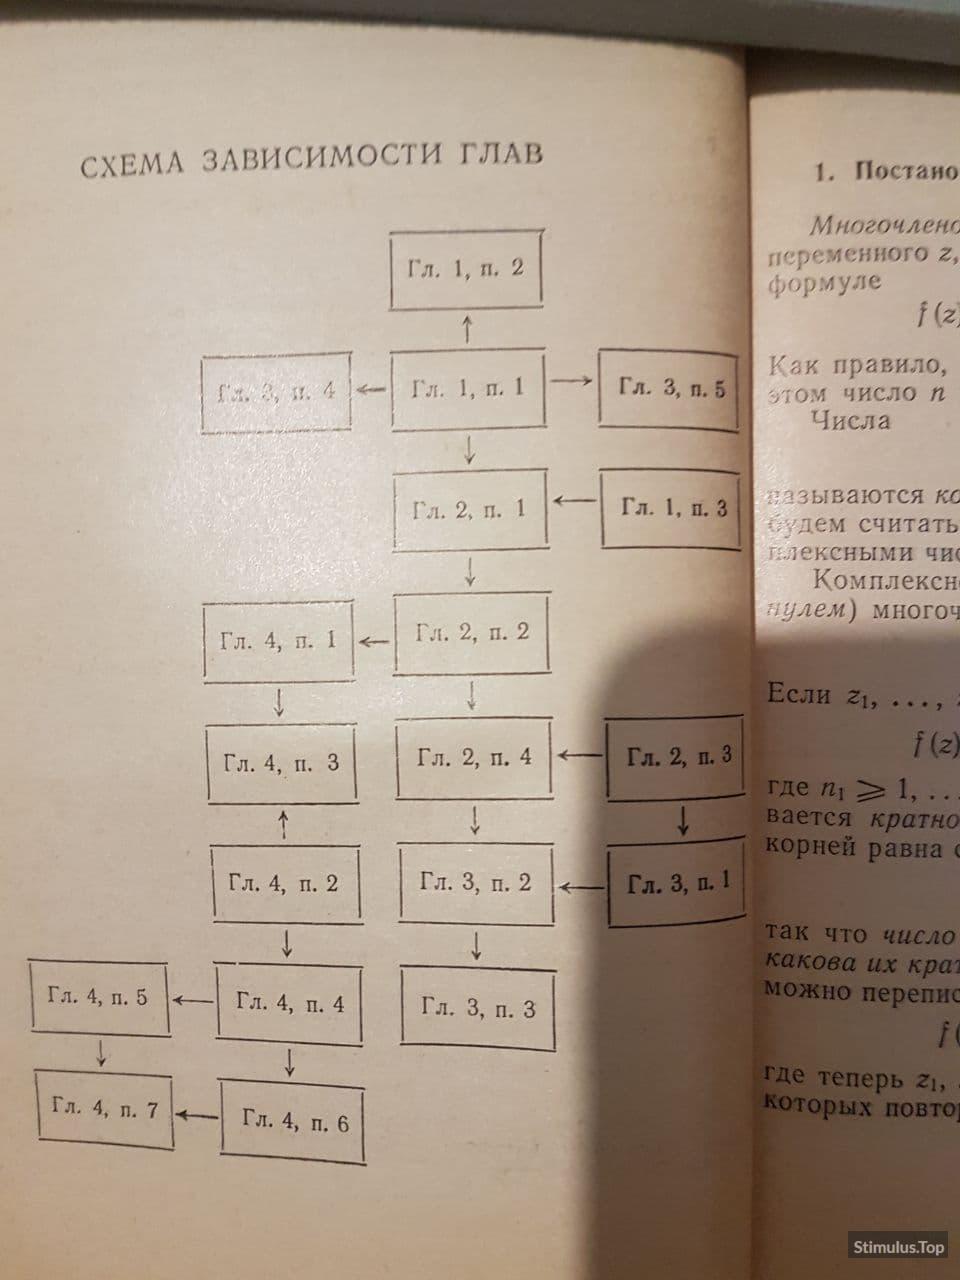 СХЕМА ЗАВИСИМОСТИ ГЛАВ
Гл. 1, п. 2
Гл. 3, п. 4
Гл. 1, п. 1
Гл. 3, п. 5
Гл. 2, п. 1
Гл. 1, п. 3
Гл. 4, п. 1
Гл. 2, п. 2
Гл. 4, п. 3
Гл. 2, п. 4
Гл. 2, п. 3
Гл. 4, п. 2
Гл. 3, п. 2
Гл. 3, п. 1
Гл. 4, п. 5
Гл. 4, п. 4
Гл. 3, п. 3
Гл. 4, п. 7
Гл. 4, п. 6
1. Постано
Многочлено
переменного z,
формуле
f (z)
Как правило,
этом число n
Числа
называются ко
будем считать
плексными чис
Комплексн
нулем) многоч
Если z₁, ...,
f (z)
где n₁ ⩾ 1, ...
вается кратно
корней равна
так что число
какова их крат
можно перепис
f (
где теперь z₁,
которых повтор
Stimulus.Top